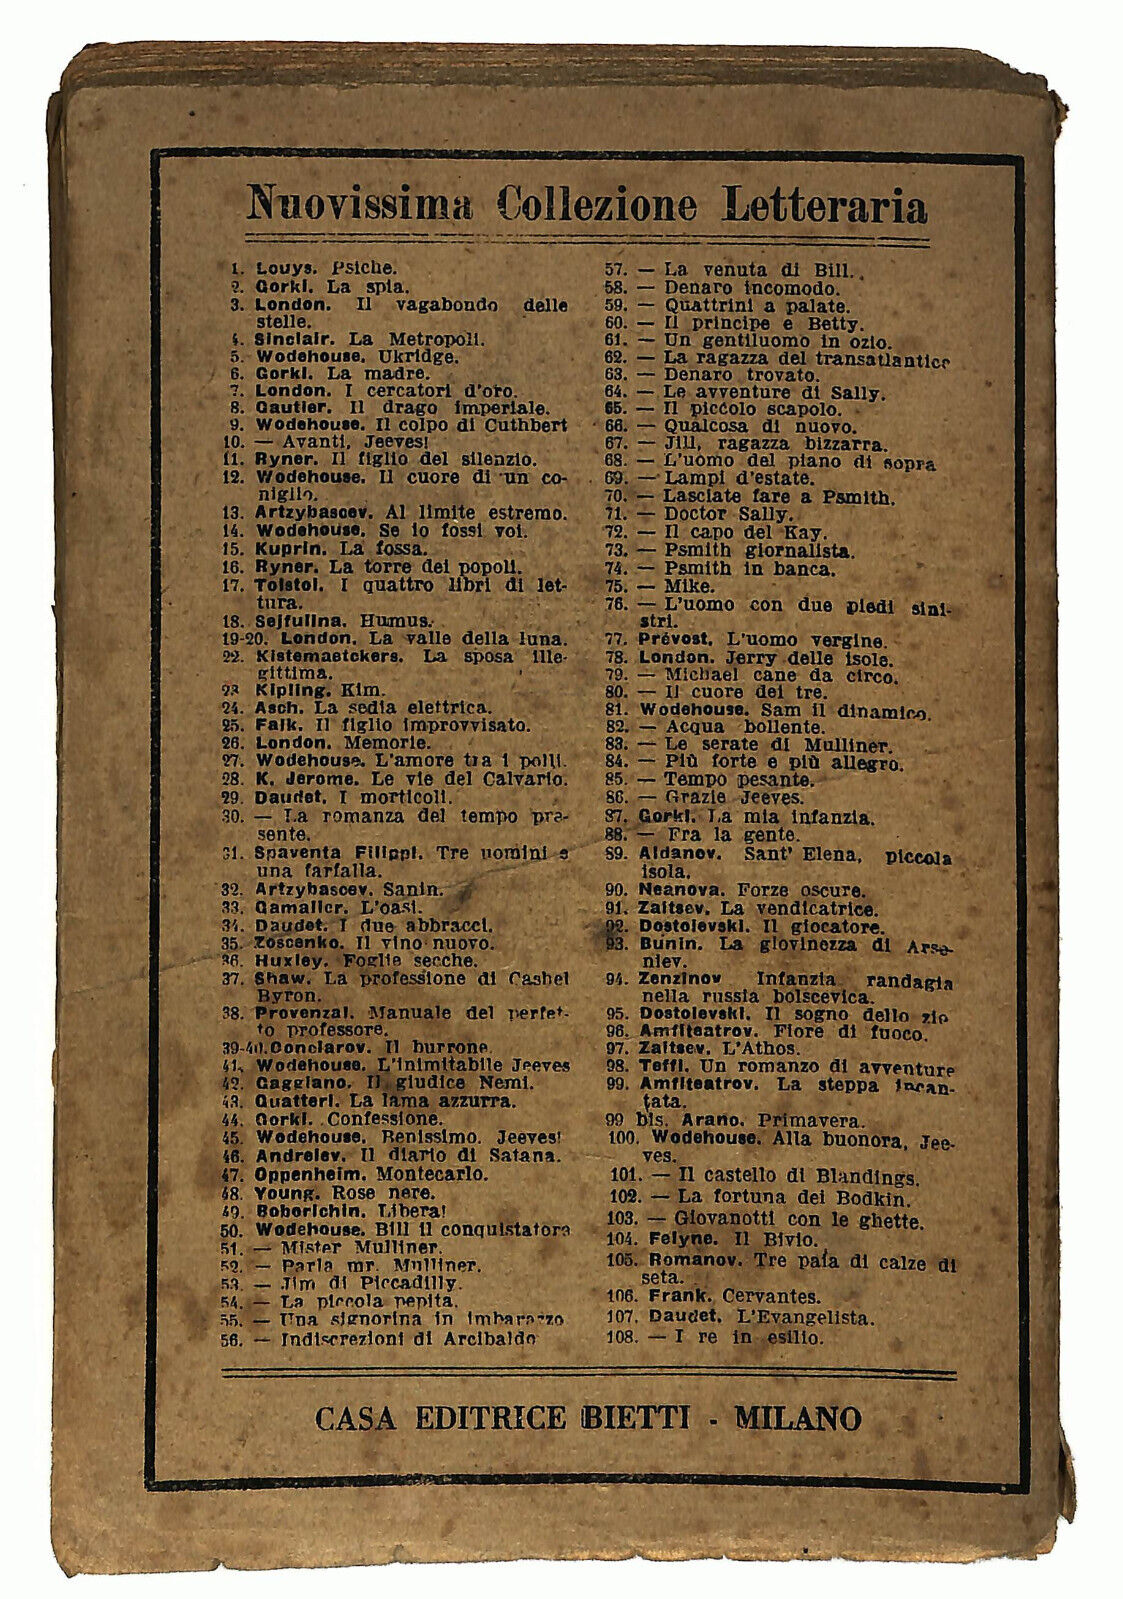 Nuovissima Collezione Letteraria
1. Louys. Psiche.
2. Gorki. La spia.
3. London. Il vagabondo delle
stelle.
4. Sinclair. La Metropoli.
5. Wodehouse. Ukridge.
6. Gorki. La madre.
7. London. I cercatori d'oro.
8. Gautier. Il drago imperiale.
9. Wodehouse. Il colpo di Cuthbert
10. — Avanti, Jeeves!
11. Ryner. Il figlio del silenzio.
12. Wodehouse. Il cuore di un co-
niglio.
13. Artzybascev. Al limite estremo.
14. Wodehouse. Se io fossi voi.
15. Kuprin. La fossa.
16. Ryner. La torre dei popoli.
17. Tolstoi. I quattro libri di let-
tura.
18. Sejfulina. Humus.
19-20. London. La valle della luna.
22. Kistemaetckers. La sposa ille-
gittima.
23 Kipling. Kim.
24. Asch. La sedia elettrica.
25. Falk. Il figlio improvvisato.
26. London. Memorie.
27. Wodehouse. L'amore tra i polli.
28. K. Jerome. Le vie del Calvario.
29. Daudet. I morticoli.
30. — La romanza del tempo pre-
sente.
31. Spaventa Filippi. Tre uomini e
una farfalla.
32. Artzybascev. Sanin.
33. Gamalier. L'oasi.
34. Daudet. I due abbracci.
35. Zoscenko. Il vino nuovo.
36. Huxley. Foglie secche.
37. Shaw. La professione di Cashel
Byron.
38. Provenzal. Manuale del perfet-
to professore.
39-40. Gonciarov. Il burrone.
41. Wodehouse. L'inimitabile Jeeves
42. Gaggiano. Il giudice Nemi.
43. Quatteri. La lama azzurra.
44. Gorki. Confessione.
45. Wodehouse. Benissimo. Jeeves!
46. Andreiev. Il diario di Satana.
47. Oppenheim. Montecarlo.
48. Young. Rose nere.
49. Boborichin. Libera!
50. Wodehouse. Bill il conquistatore
51. — Mister Mulliner.
52. — Parla mr. Mulliner.
53. — Jim di Piccadilly.
54. — La piccola pepita.
55. — Una signorina in imbarazzo
56. — Indiscrezioni di Arcibaldo
57. — La venuta di Bill.
58. — Denaro incomodo.
59. — Quattrini a palate.
60. — Il principe e Betty.
61. — Un gentiluomo in ozio.
62. — La ragazza del transatlantico
63. — Denaro trovato.
64. — Le avventure di Sally.
65. — Il piccolo scapolo.
66. — Qualcosa di nuovo.
67. — Jill, ragazza bizzarra.
68 — L'uomo del piano di sopra
69. — Lampi d'estate.
70. — Lasciate fare a Psmith.
71. — Doctor Sally.
72. — Il capo del Kay.
73. — Psmith giornalista.
74. — Psmith in banca.
75. — Mike.
76. — L'uomo con due piedi sini-
stri.
77. Prévost. L'uomo vergine.
78. London. Jerry delle isole.
79. — Michael cane da circo.
80. — Il cuore dei tre.
81. Wodehouse. Sam il dinamico.
82. — Acqua bollente.
83. — Le serate di Mulliner.
84. — Più forte e più allegro.
85. — Tempo pesante.
86. — Grazie Jeeves.
87. Gorki. La mia infanzia.
88. — Fra la gente.
89. Aldanov. Sant' Elena, piccola
isola.
90. Neanova. Forze oscure.
91. Zaitsev. La vendicatrice.
92. Dostoievski. Il giocatore.
93. Bunin. La giovinezza di Arse-
niev.
94. Zenzinov Infanzia randagia
nella russia bolscevica.
95. Dostoievski. Il sogno dello zio
96. Amfiteatrov. Fiore di fuoco.
97. Zaitsev. L'Athos.
98. Teffi. Un romanzo di avventure
99. Amfiteatrov. La steppa incan-
tata.
99 bis. Arano. Primavera.
100. Wodehouse. Alla buonora, Jee-
ves.
101. — Il castello di Blandings.
102. — La fortuna dei Bodkin.
103. — Giovanotti con le ghette.
104. Felyne. Il Bivio.
105. Romanov. Tre paia di calze di
seta.
106. Frank. Cervantes.
107. Daudet. L'Evangelista.
108. — I re in esilio.
CASA EDITRICE BIETTI - MILANO